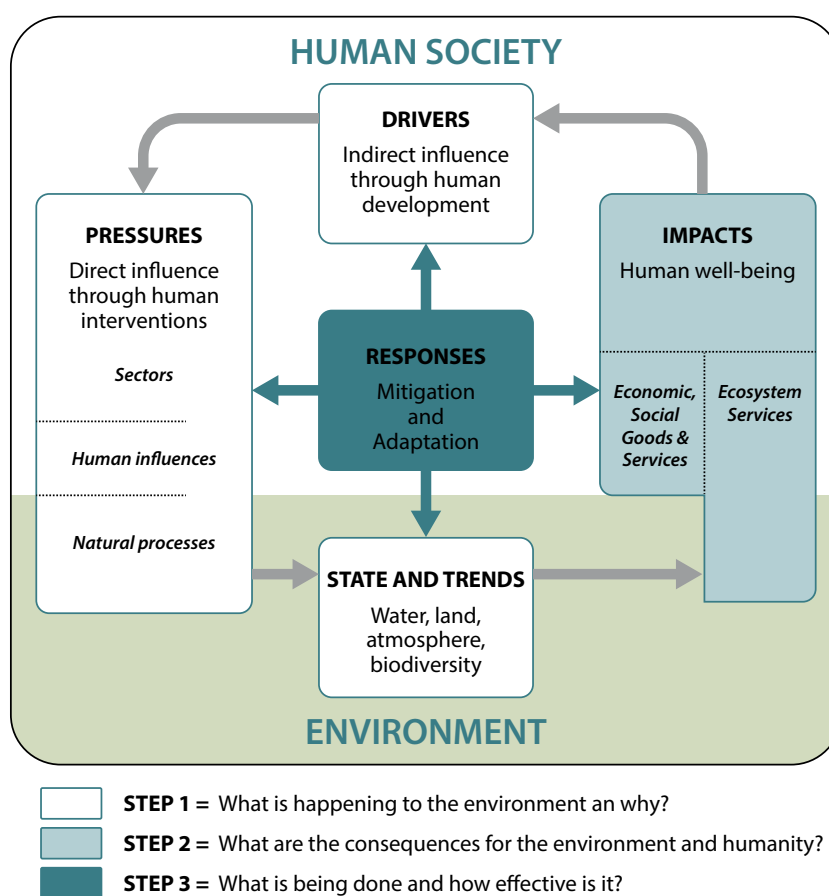 HUMAN SOCIETY
DRIVERS
Indirect influence
through human
development
PRESSURES
Direct influence
through human
interventions
Sectors
Human influences
Natural processes
IMPACTS
Human well-being
Economic,
Social
Goods &
Services
Ecosystem
Services
RESPONSES
Mitigation
and
Adaptation
STATE AND TRENDS
Water, land,
atmosphere,
biodiversity
ENVIRONMENT
STEP 1 = What is happening to the environment an why?
STEP 2 = What are the consequences for the environment and humanity?
STEP 3 = What is being done and how effective is it?